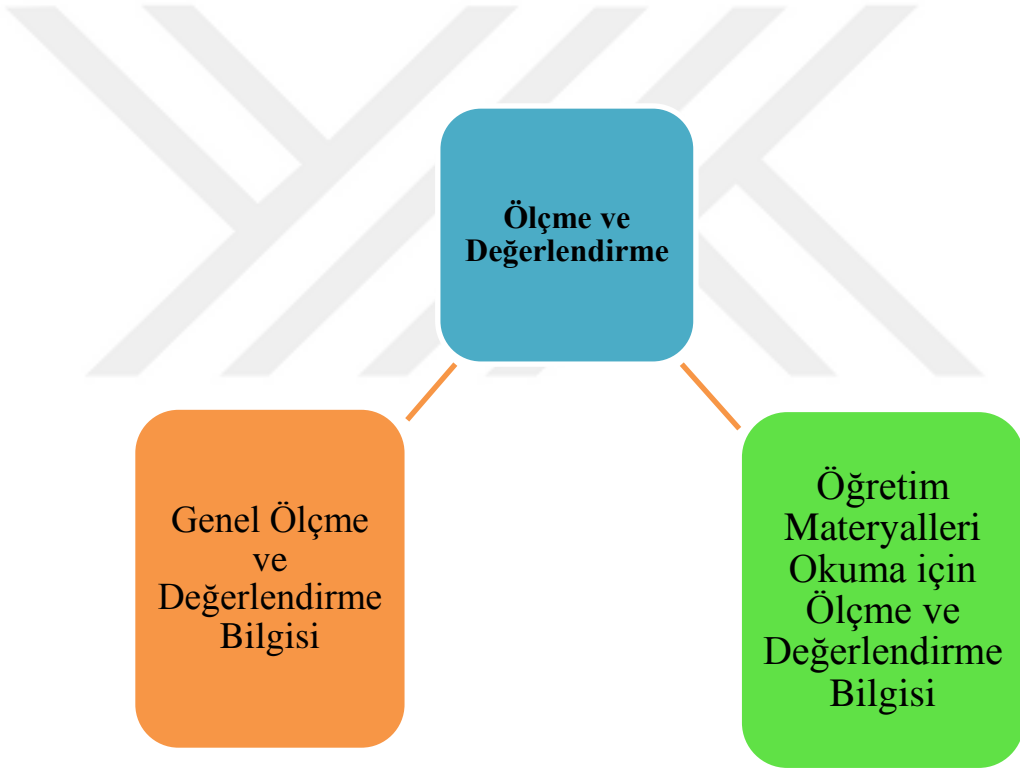 Ölçme ve
Değerlendirme
Genel Ölçme
ve
Değerlendirme
Bilgisi
Öğretim
Materyalleri
Okuma için
Ölçme ve
Değerlendirme
Bilgisi